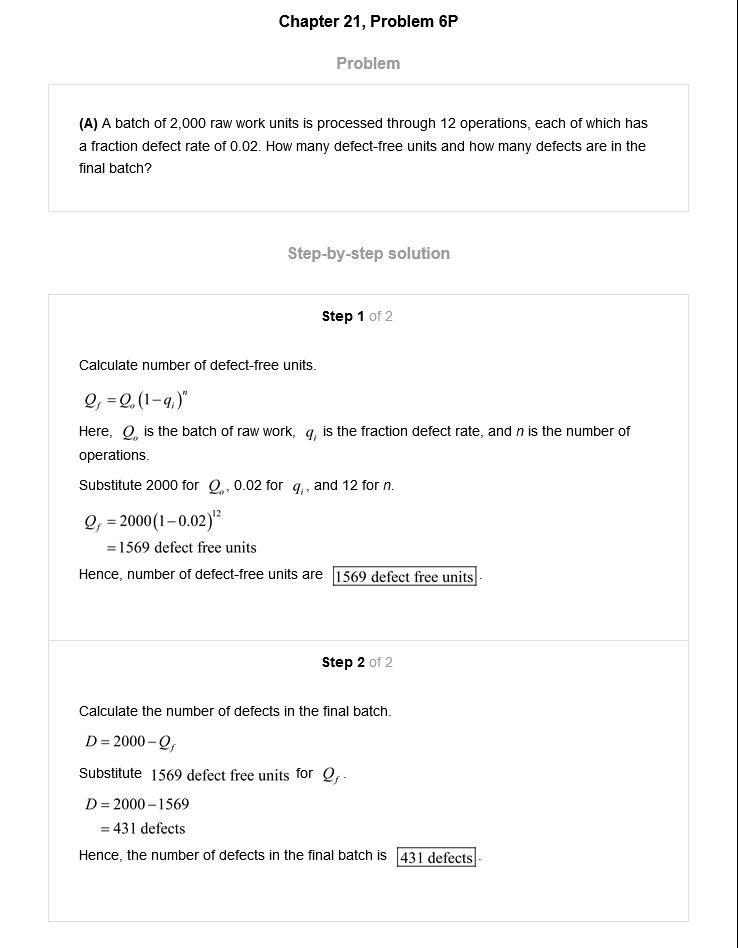 Chapter 21, Problem 6P
Problem
(A) A batch of 2,000 raw work units is processed through 12 operations, each of which has
a fraction defect rate of 0.02. How many defect-free units and how many defects are in the
final batch?
Step-by-step solution
Step 1 of 2
Calculate number of defect-free units.
Q_f = Q_o (1 − q_i)^n
Here, Q_o is the batch of raw work, q_i is the fraction defect rate, and n is the number of
operations.
Substitute 2000 for Q_o, 0.02 for q_i, and 12 for n.
Q_f = 2000(1 − 0.02)^12
= 1569 defect free units
Hence, number of defect-free units are 1569 defect free units.
Step 2 of 2
Calculate the number of defects in the final batch.
D = 2000 − Q_f
Substitute 1569 defect free units for Q_f.
D = 2000 − 1569
= 431 defects
Hence, the number of defects in the final batch is 431 defects.